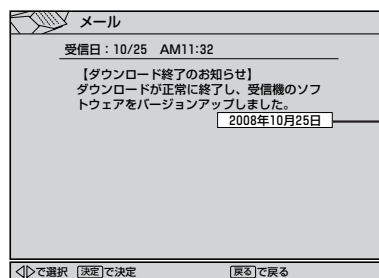 メール
受信日：10/25　AM11:32
【ダウンロード終了のお知らせ】
ダウンロードが正常に終了し、受信機のソフ
トウェアをバージョンアップしました。
2008年10月25日
◁▷で選択 決定で決定 戻るで戻る